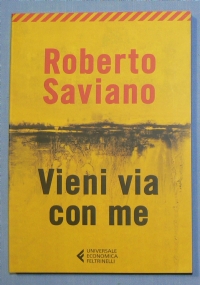 Roberto
Saviano
Vieni via
con me
UNIVERSALE
ECONOMICA
FELTRINELLI